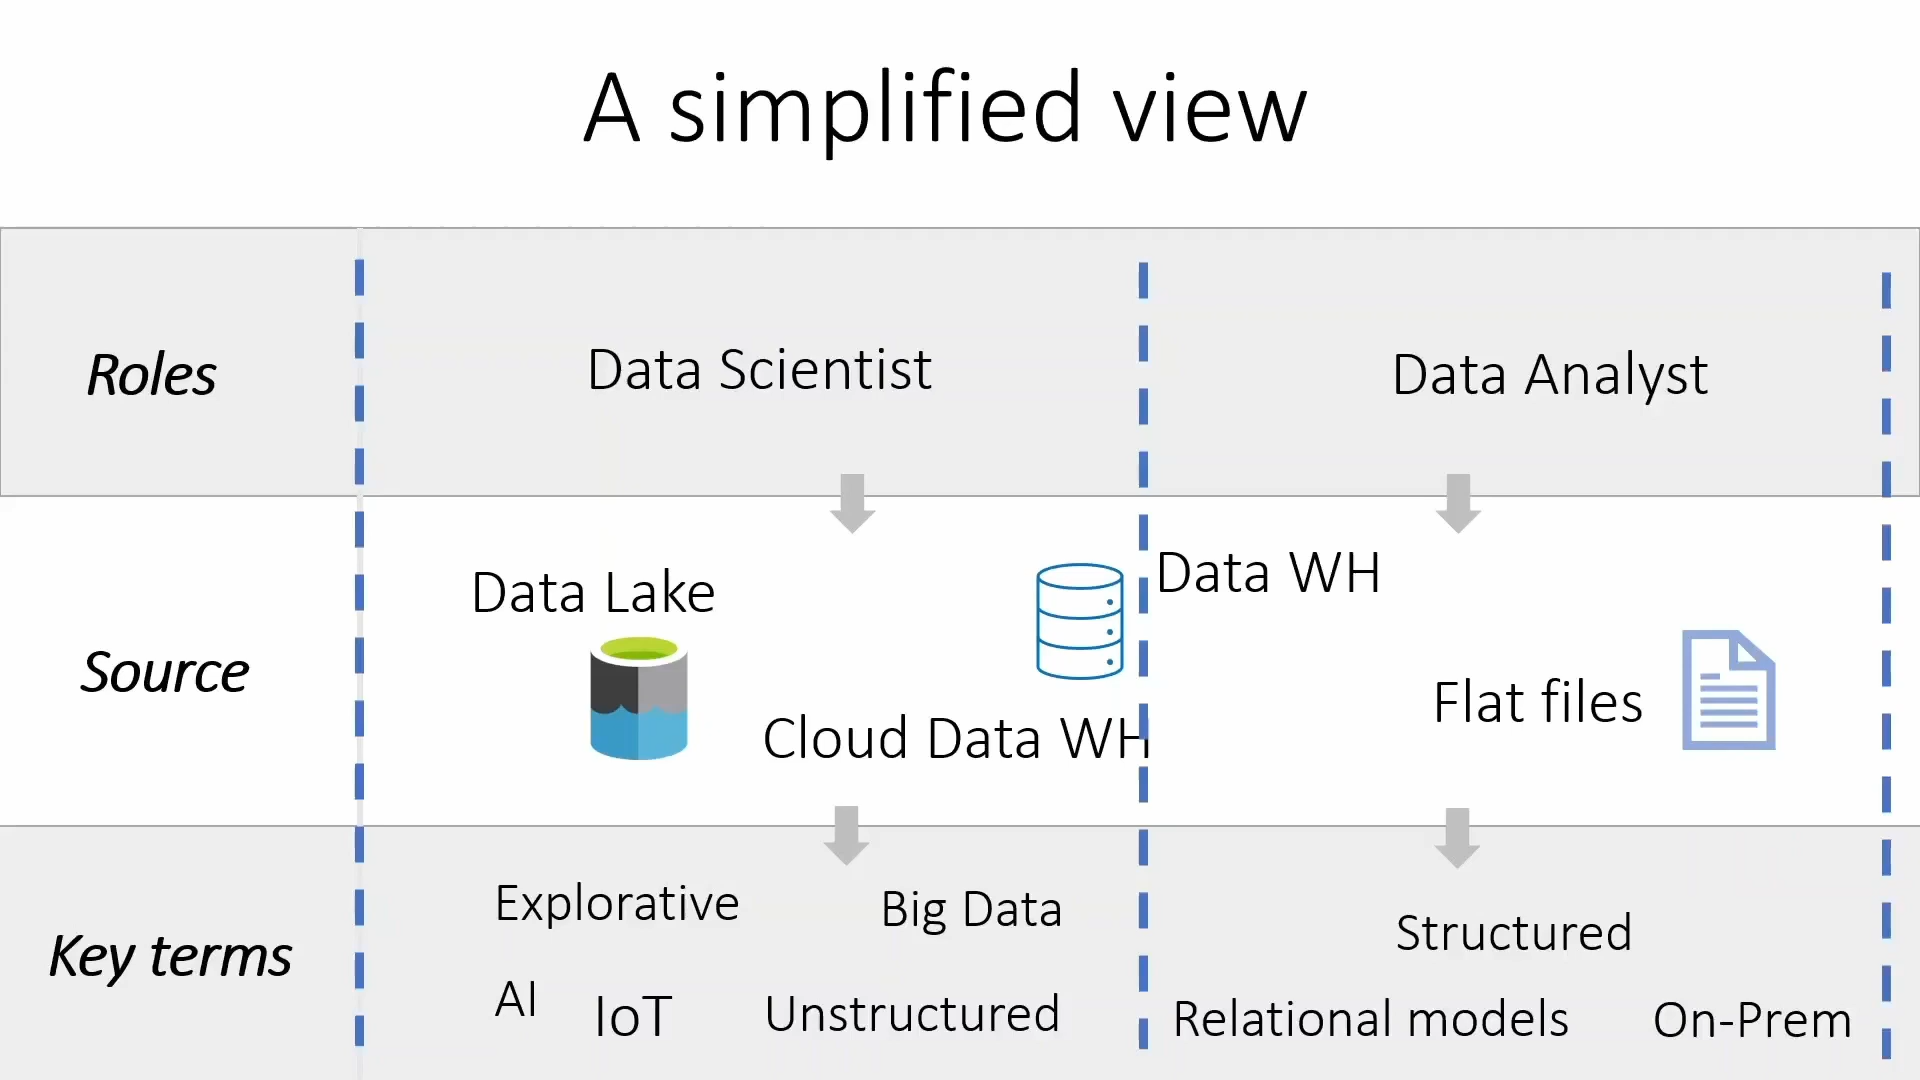 A simplified view
Roles
Data Scientist
Data Analyst
Source
Data Lake
Cloud Data WH
Data WH
Flat files
Key terms
Explorative
Big Data
AI
IoT
Unstructured
Structured
Relational models
On-Prem